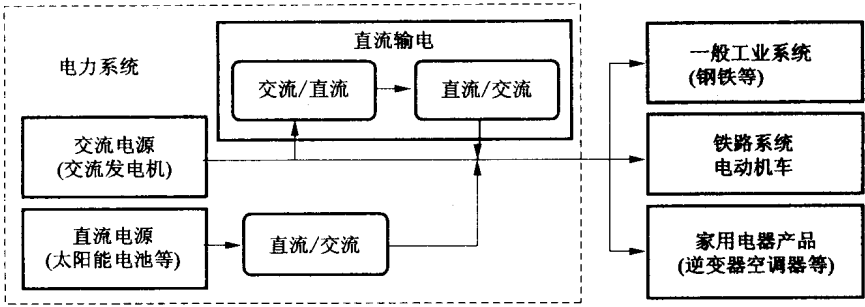 直流输电
电力系统
交流/直流
直流/交流
交流电源
(交流发电机)
直流电源
(太阳能电池等)
直流/交流
一般工业系统
(钢铁等)
铁路系统
电动机车
家用电器产品
(逆变器空调器等)